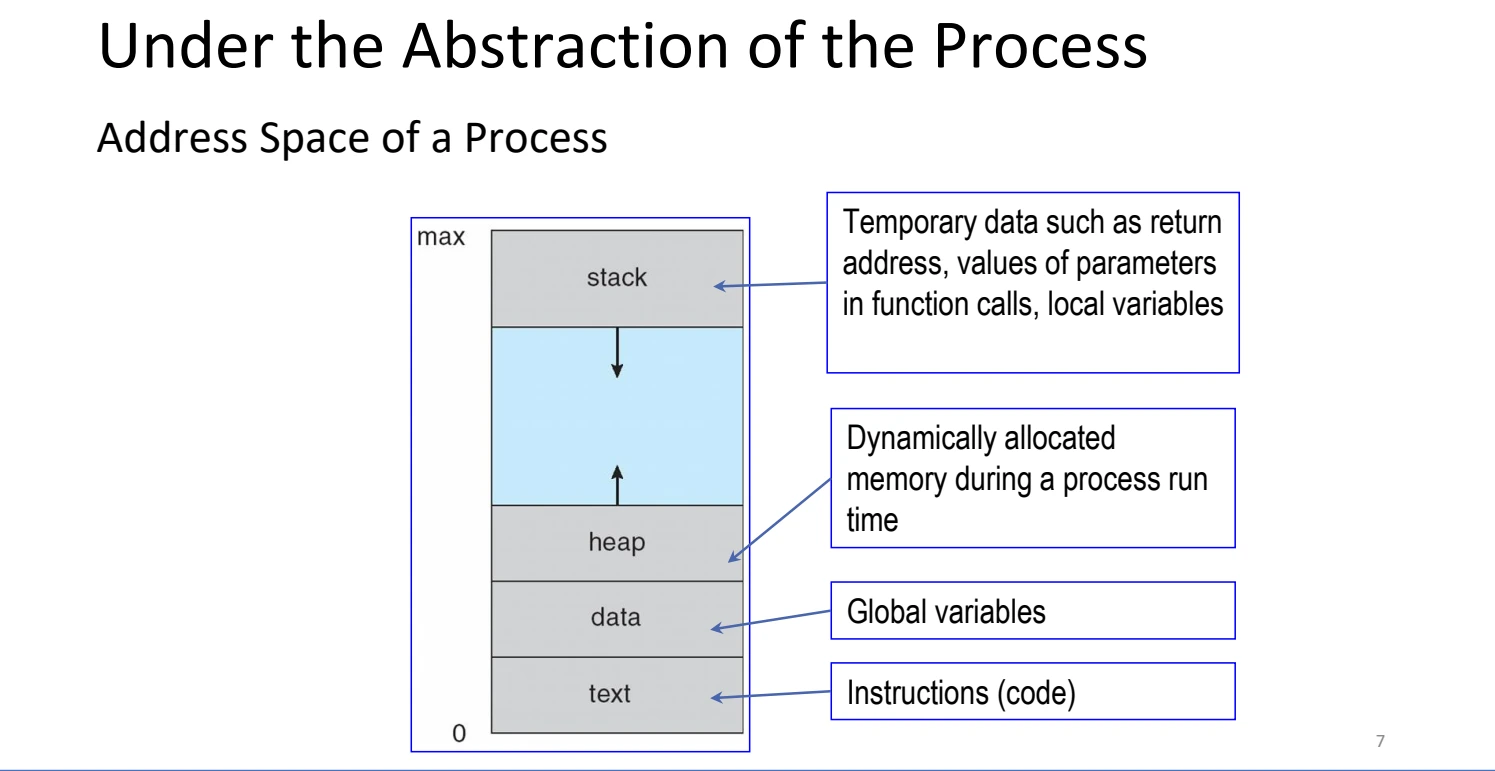 Under the Abstraction of the Process
Address Space of a Process
max
stack
heap
data
text
0
Temporary data such as return
address, values of parameters
in function calls, local variables
Dynamically allocated
memory during a process run
time
Global variables
Instructions (code)
7